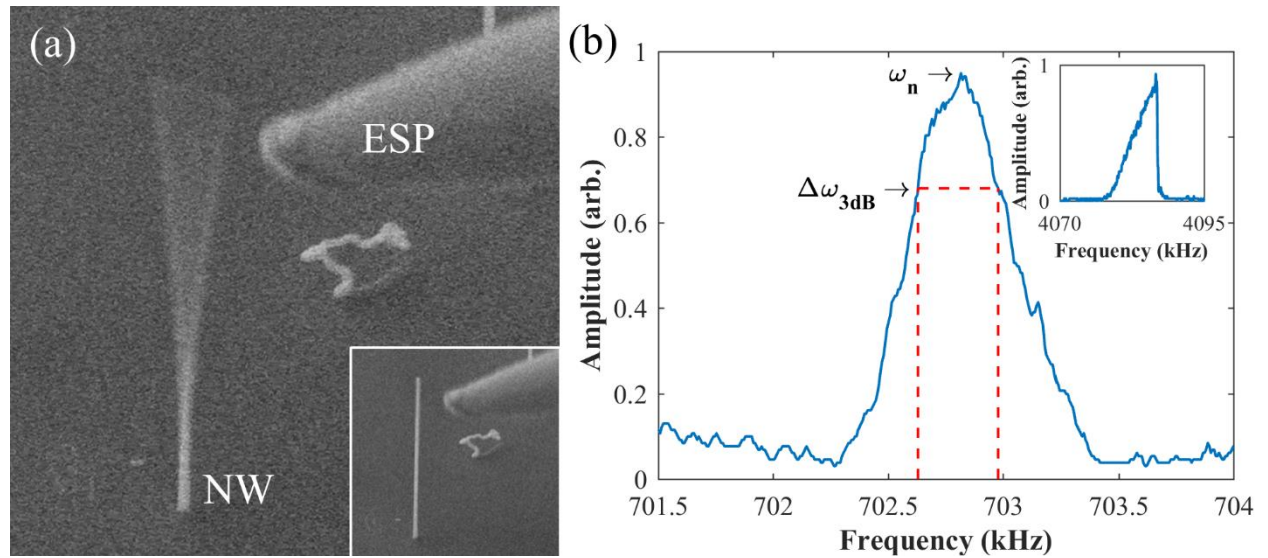 (a)
ESP
NW
(b)
Amplitude (arb.)
1
0.8
0.6
0.4
0.2
0
701.5 702 702.5 703 703.5 704
Frequency (kHz)
ωn →
Δω3dB →
Amplitude (arb.)
1
0
4070 4095
Frequency (kHz)